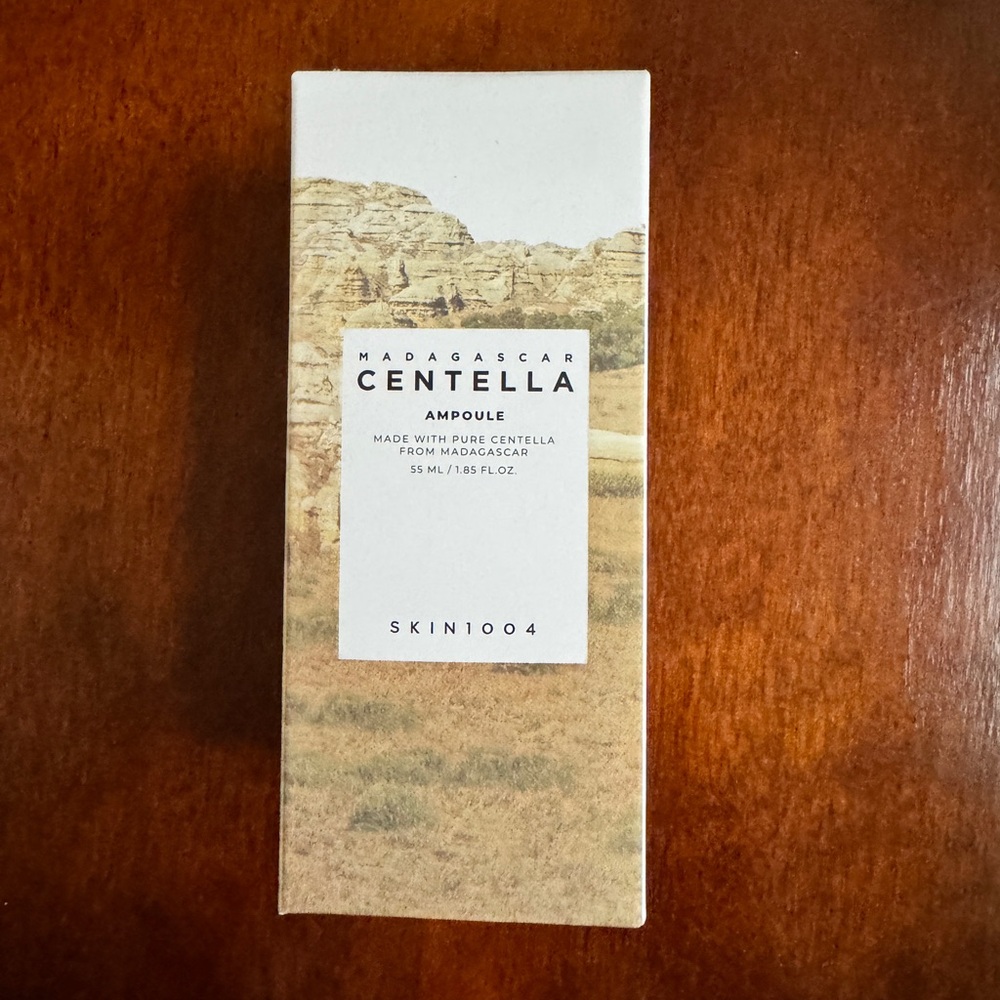 MADAGASCAR
CENTELLA
AMPOULE
MADE WITH PURE CENTELLA
FROM MADAGASCAR
55 ML / 1.85 FL.OZ.
SKIN1004